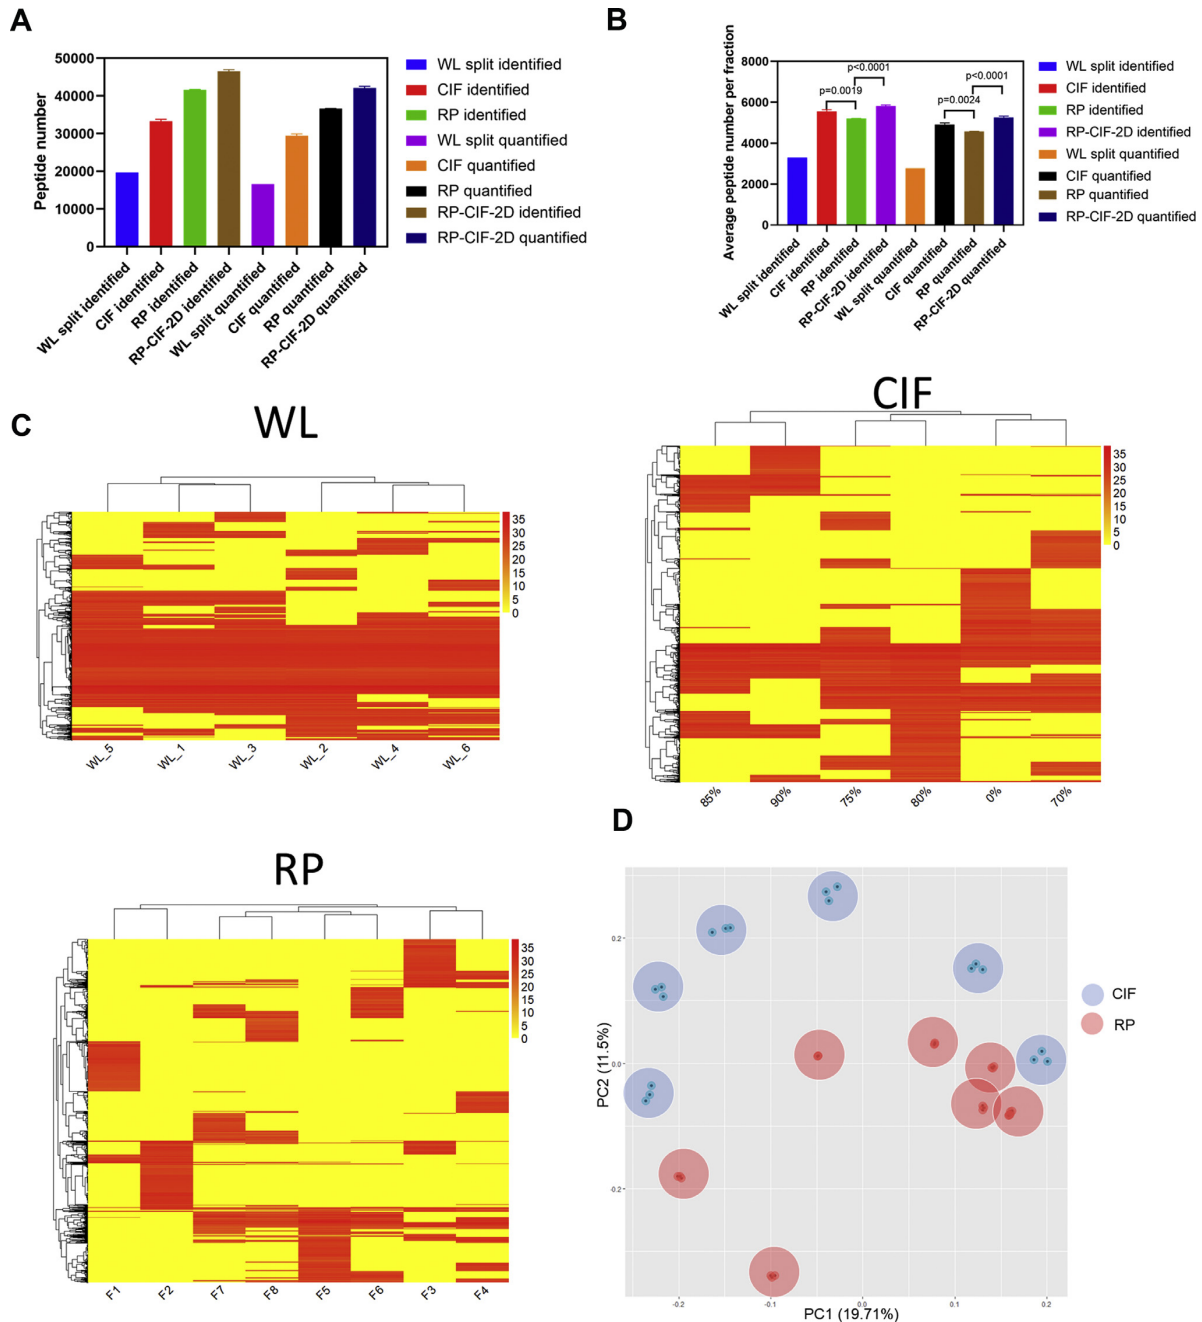 A
50000
40000
30000
20000
10000
0
Peptide number
WL split identified
CIF identified
RP identified
RP-CIF-2D identified
WL split quantified
CIF quantified
RP quantified
RP-CIF-2D quantified
WL split identified
CIF identified
RP identified
WL split quantified
CIF quantified
RP quantified
RP-CIF-2D identified
RP-CIF-2D quantified
B
8000
6000
4000
2000
0
Average peptide number per fraction
p<0.0001
p=0.0019
p<0.0001
p=0.0024
WL split identified
CIF identified
RP identified
RP-CIF-2D identified
WL split quantified
CIF quantified
RP quantified
RP-CIF-2D quantified
WL split identified
CIF identified
RP identified
RP-CIF-2D identified
WL split quantified
CIF quantified
RP quantified
RP-CIF-2D quantified
C
WL
35
30
25
20
15
10
5
0
WL_5 WL_1 WL_3 WL_2 WL_4 WL_6
CIF
35
30
25
20
15
10
5
0
85% 90% 75% 80% 0% 70%
RP
35
30
25
20
15
10
5
0
F1 F2 F7 F8 F5 F6 F3 F4
D
0.2
0.0
-0.2
PC2 (11.5%)
-0.2 -0.1 0.0 0.1 0.2
PC1 (19.71%)
CIF
RP